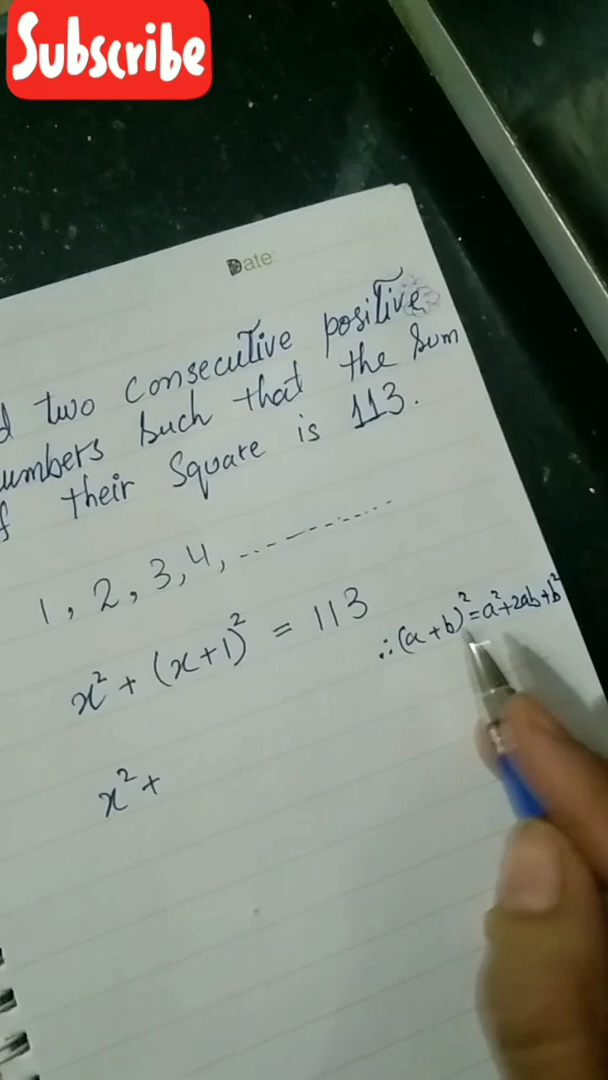 Subscribe
Date:
two consecutive positive
numbers such that the sum
their Square is 113.
1, 2, 3, 4, ...........
x² + (x+1)² = 113
∴ (a+b)² = a²+2ab+b²
x² +